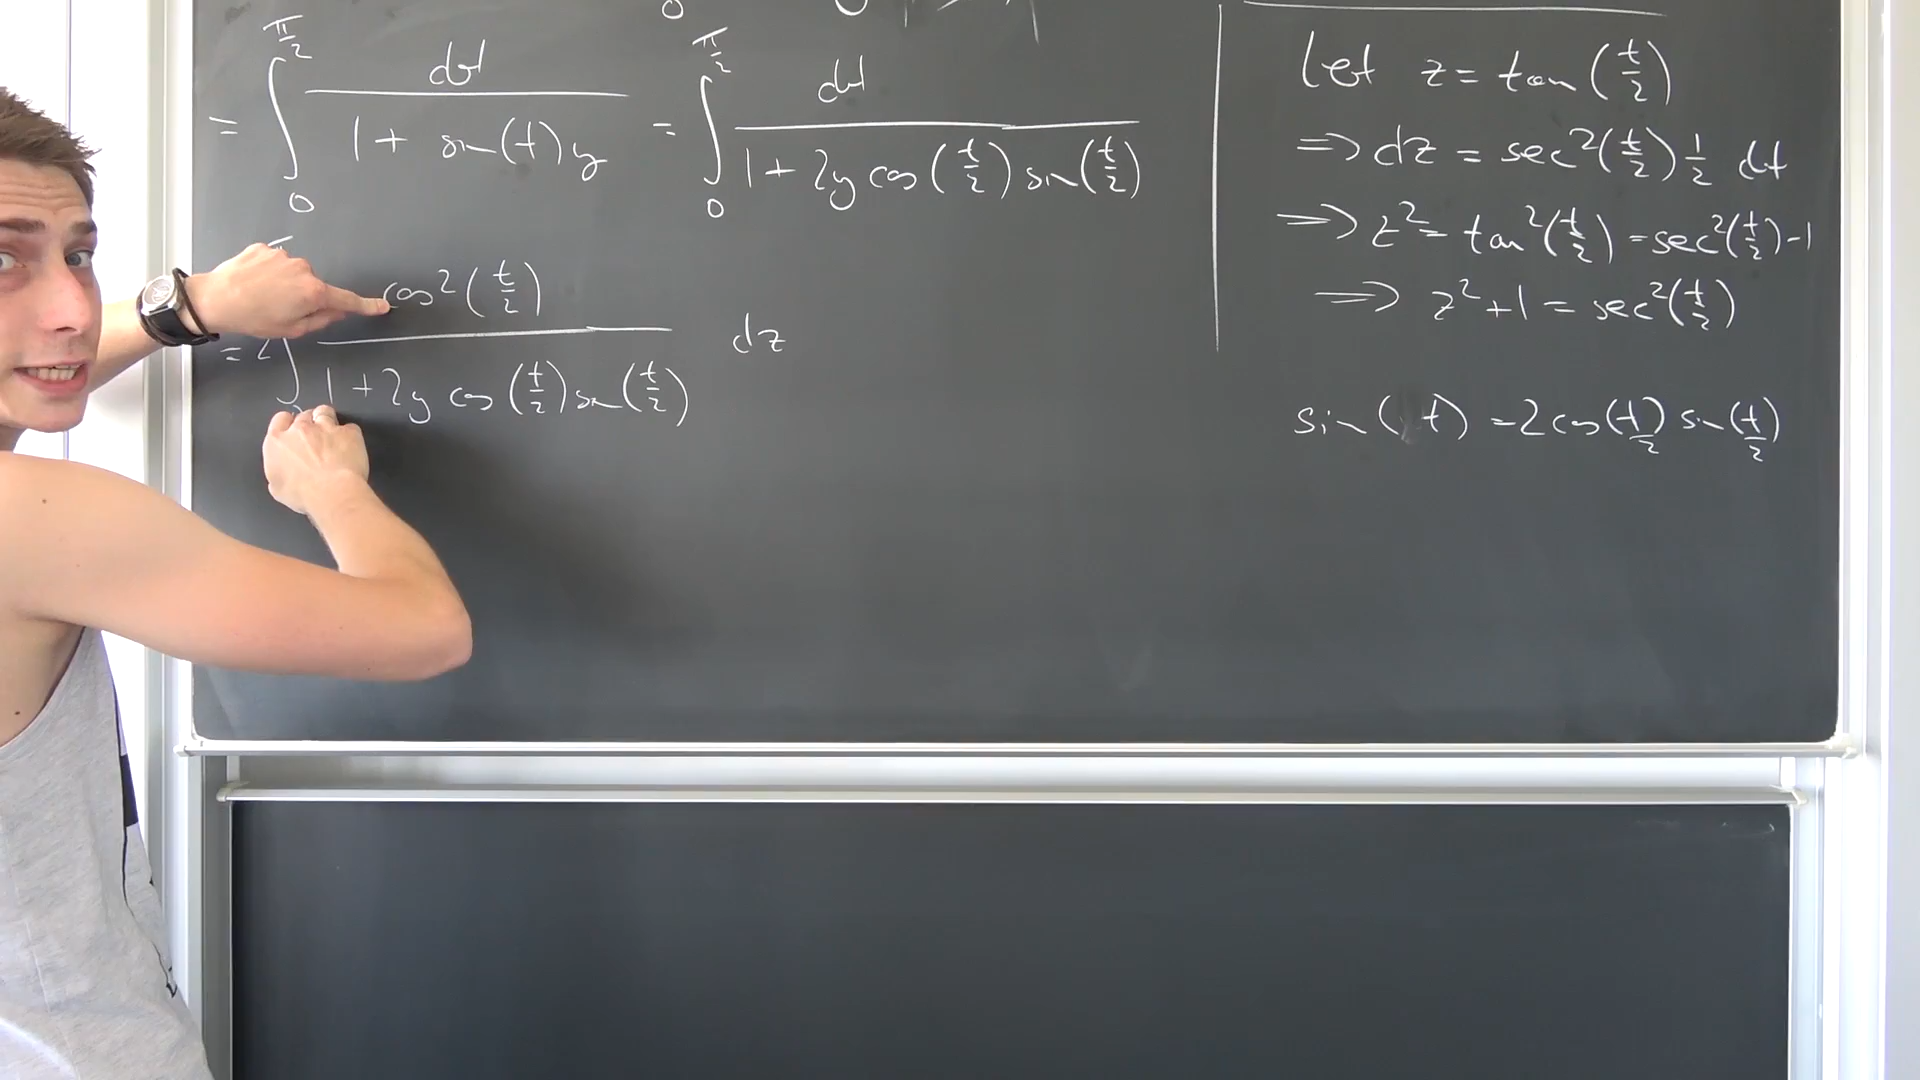 = ∫₀^{π/2} dt / (1 + sin(t)y) = ∫₀^{π/2} dt / (1 + 2y cos(t/2) sin(t/2))
= 2 ∫ cos²(t/2) / (1 + 2y cos(t/2) sin(t/2)) dz
Let z = tan(t/2)
⇒ dz = sec²(t/2) 1/2 dt
⇒ z² = tan²(t/2) = sec²(t/2) - 1
⇒ z² + 1 = sec²(t/2)
sin(t) = 2 cos(t/2) sin(t/2)